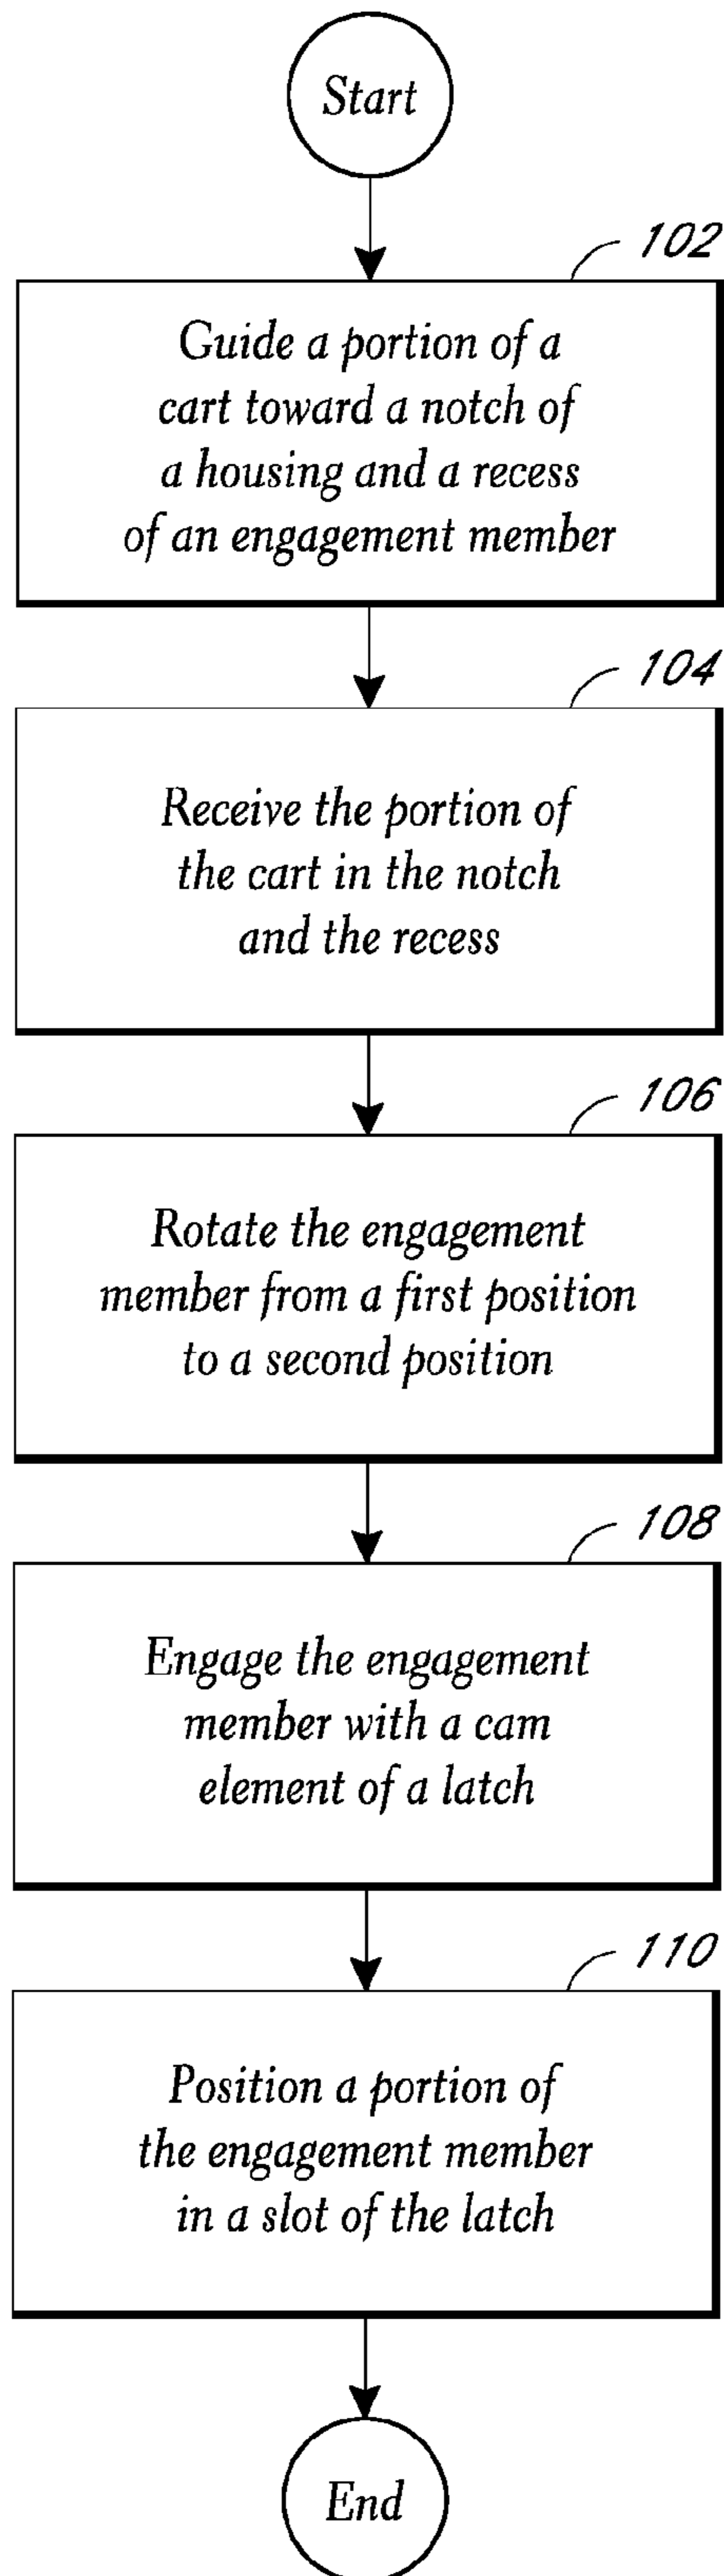 Start
102
Guide a portion of a
cart toward a notch of
a housing and a recess
of an engagement member
104
Receive the portion of
the cart in the notch
and the recess
106
Rotate the engagement
member from a first position
to a second position
108
Engage the engagement
member with a cam
element of a latch
110
Position a portion of
the engagement member
in a slot of the latch
End